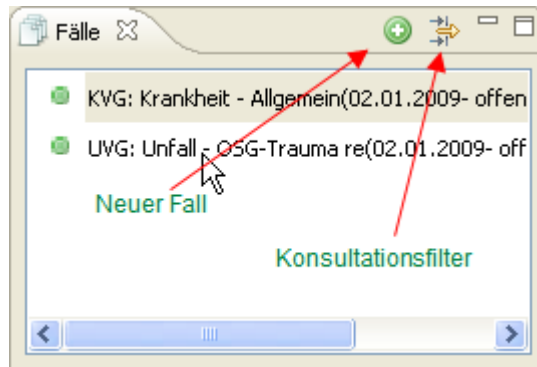 Fälle
KVG: Krankheit - Allgemein(02.01.2009- offen
UVG: Unfall - OSG-Trauma re(02.01.2009- off
Neuer Fall
Konsultationsfilter